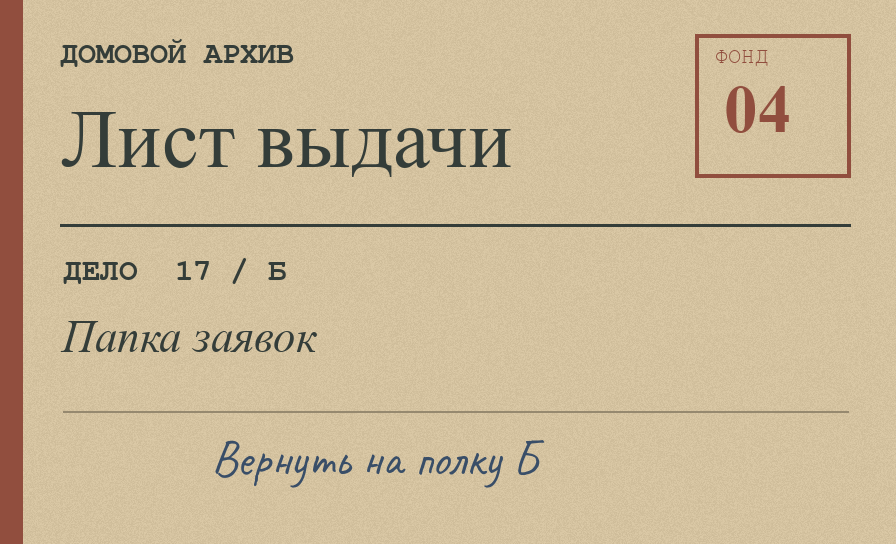 ДОМОВОЙ АРХИВ
ФОНД
04
Лист выдачи
ДЕЛО 17 / Б
Папка заявок
Вернуть на полку Б